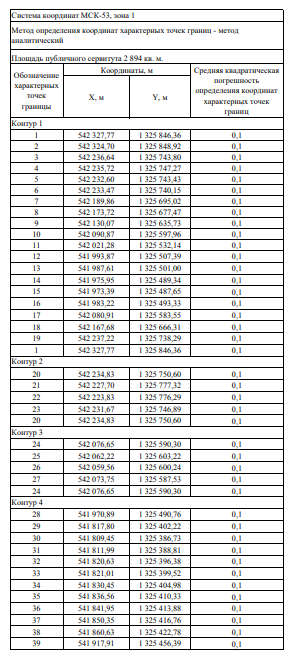 Система координат МСК-53, зона 1
Метод определения координат характерных точек границ - метод
аналитический
Площадь публичного сервитута 2 894 кв. м.
Обозначение характерных точек границы Координаты, м Средняя квадратическая погрешность определения координат характерных точек границ
X, м Y, м
Контур 1
1 542 327,77 1 325 846,36 0,1
2 542 324,70 1 325 848,92 0,1
3 542 236,64 1 325 743,80 0,1
4 542 235,72 1 325 747,27 0,1
5 542 232,60 1 325 743,43 0,1
6 542 233,47 1 325 740,15 0,1
7 542 189,86 1 325 695,02 0,1
8 542 173,72 1 325 677,47 0,1
9 542 130,07 1 325 635,73 0,1
10 542 090,87 1 325 597,96 0,1
11 542 021,28 1 325 532,14 0,1
12 541 993,87 1 325 507,39 0,1
13 541 987,61 1 325 501,00 0,1
14 541 975,95 1 325 489,34 0,1
15 541 973,39 1 325 487,65 0,1
16 541 983,22 1 325 493,33 0,1
17 542 080,91 1 325 583,55 0,1
18 542 167,68 1 325 666,31 0,1
19 542 237,22 1 325 738,29 0,1
1 542 327,77 1 325 846,36 0,1
Контур 2
20 542 234,83 1 325 750,60 0,1
21 542 227,70 1 325 777,32 0,1
22 542 223,83 1 325 776,29 0,1
23 542 231,67 1 325 746,89 0,1
20 542 234,83 1 325 750,60 0,1
Контур 3
24 542 076,65 1 325 590,30 0,1
25 542 062,22 1 325 603,22 0,1
26 542 059,56 1 325 600,24 0,1
27 542 073,75 1 325 587,53 0,1
24 542 076,65 1 325 590,30 0,1
Контур 4
28 541 970,89 1 325 490,76 0,1
29 541 817,80 1 325 402,22 0,1
30 541 809,45 1 325 386,73 0,1
31 541 811,99 1 325 388,81 0,1
32 541 820,63 1 325 396,38 0,1
33 541 821,01 1 325 399,52 0,1
34 541 830,45 1 325 404,98 0,1
35 541 836,56 1 325 410,33 0,1
36 541 841,95 1 325 413,88 0,1
37 541 850,35 1 325 416,76 0,1
38 541 860,63 1 325 422,78 0,1
39 541 917,91 1 325 456,39 0,1